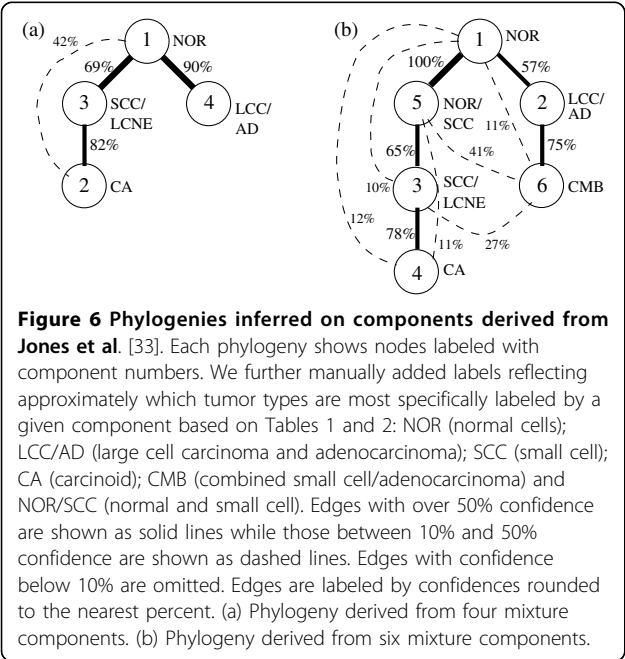 (a)
42%
1
NOR
69%
90%
3
SCC/
LCNE
4
LCC/
AD
82%
2
CA
(b)
1
NOR
100%
57%
5
NOR/
SCC
2
LCC/
AD
11%
65%
41%
75%
10%
3
SCC/
LCNE
6
CMB
12%
78%
11%
27%
4
CA
Figure 6 Phylogenies inferred on components derived from
Jones et al. [33]. Each phylogeny shows nodes labeled with
component numbers. We further manually added labels reflecting
approximately which tumor types are most specifically labeled by a
given component based on Tables 1 and 2: NOR (normal cells);
LCC/AD (large cell carcinoma and adenocarcinoma); SCC (small cell);
CA (carcinoid); CMB (combined small cell/adenocarcinoma) and
NOR/SCC (normal and small cell). Edges with over 50% confidence
are shown as solid lines while those between 10% and 50%
confidence are shown as dashed lines. Edges with confidence
below 10% are omitted. Edges are labeled by confidences rounded
to the nearest percent. (a) Phylogeny derived from four mixture
components. (b) Phylogeny derived from six mixture components.